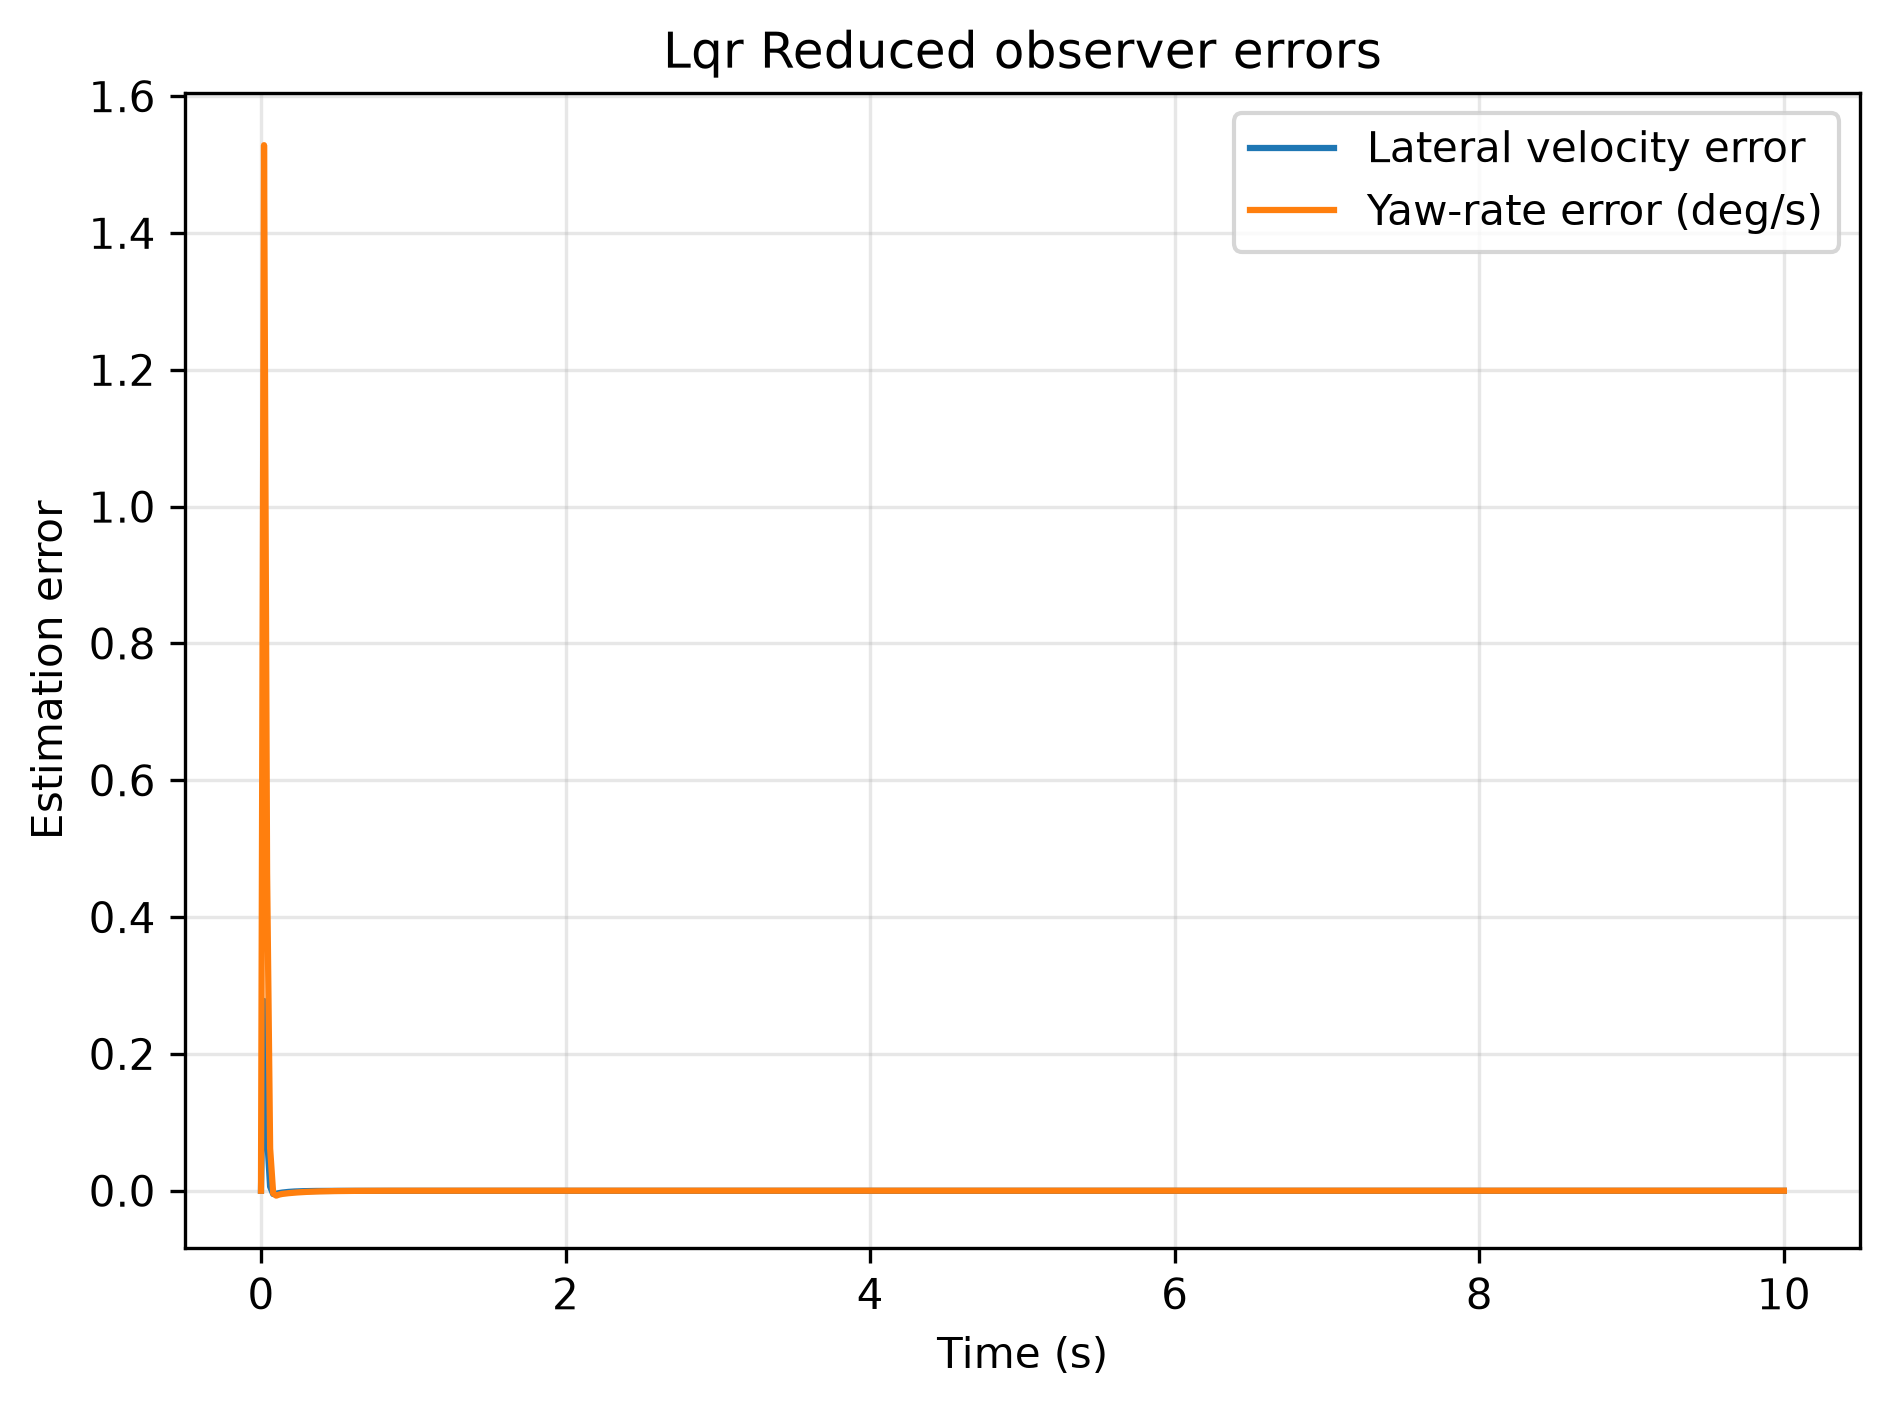 Lqr Reduced observer errors
Lateral velocity error
Yaw-rate error (deg/s)
Estimation error
1.6
1.4
1.2
1.0
0.8
0.6
0.4
0.2
0.0
0 2 4 6 8 10
Time (s)